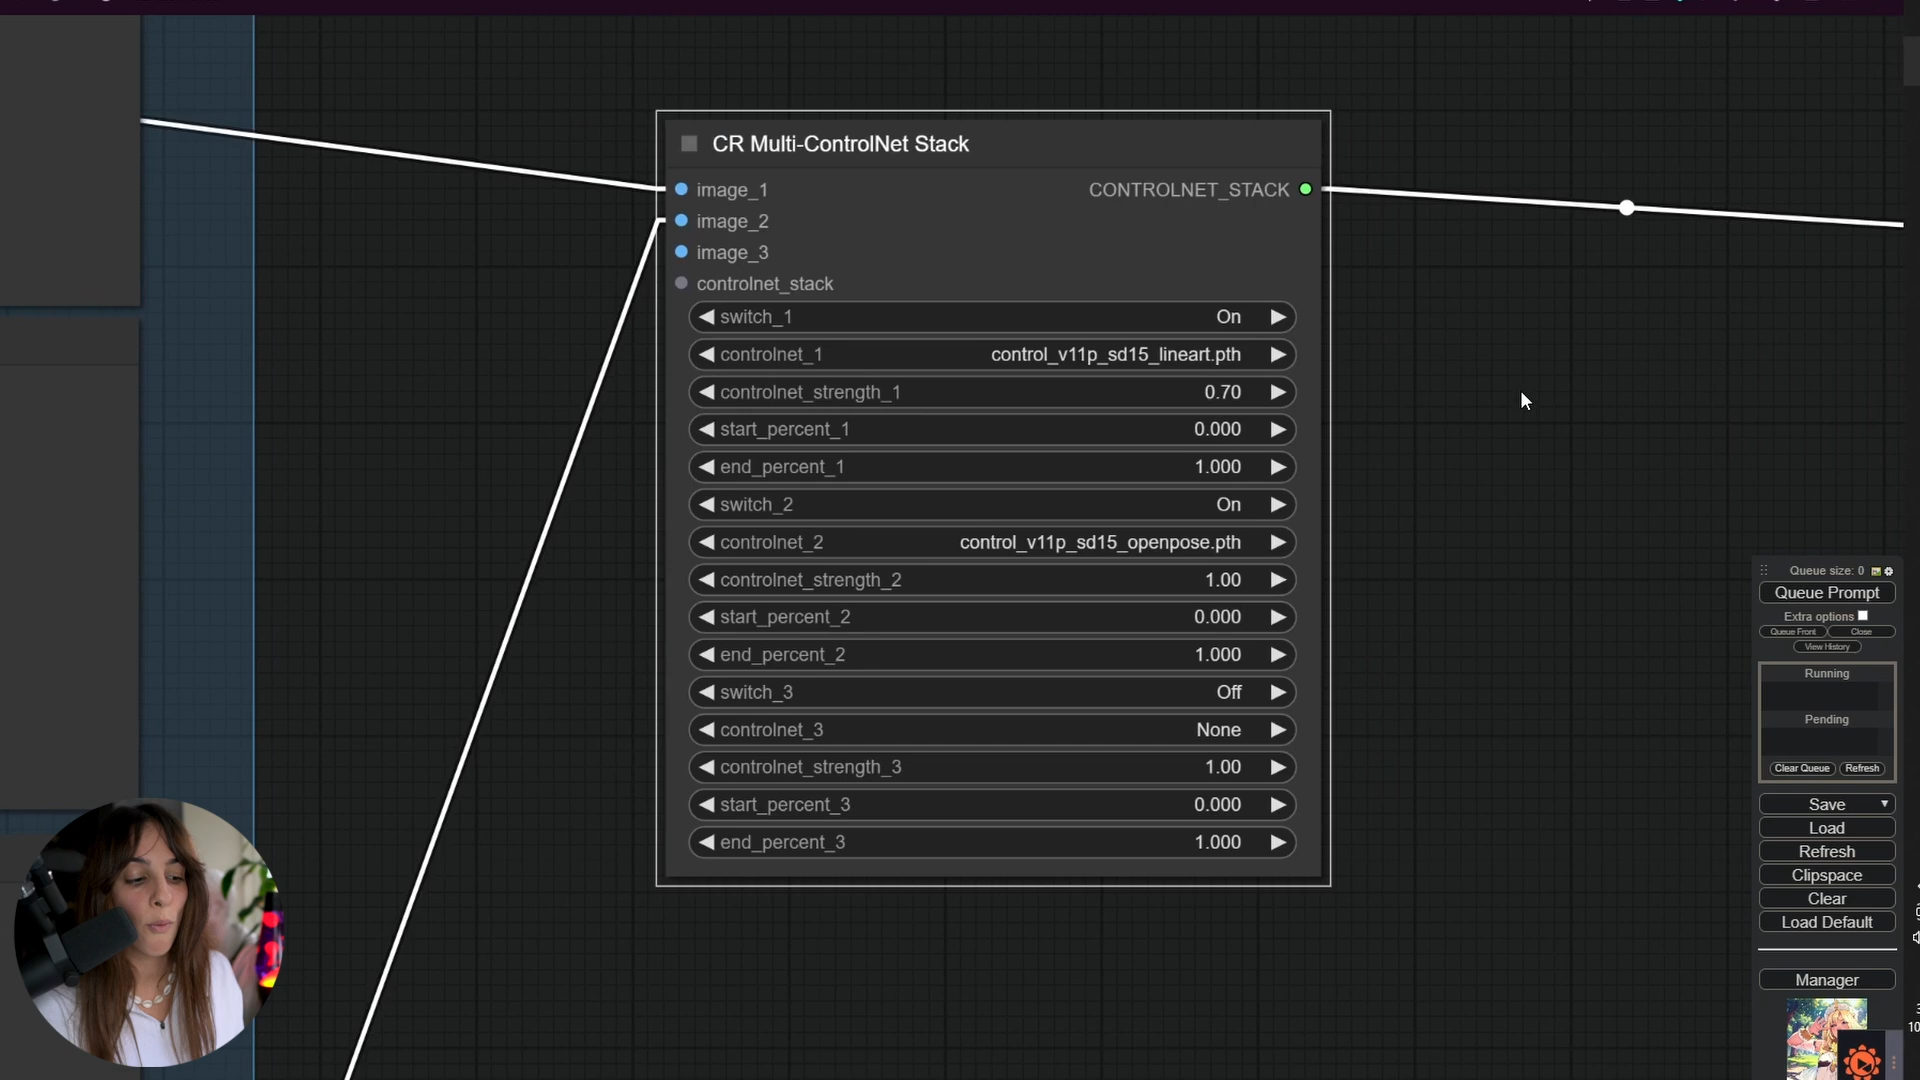 CR Multi-ControlNet Stack
image_1
CONTROLNET_STACK
image_2
image_3
controlnet_stack
switch_1 On
controlnet_1 control_v11p_sd15_lineart.pth
controlnet_strength_1 0.70
start_percent_1 0.000
end_percent_1 1.000
switch_2 On
controlnet_2 control_v11p_sd15_openpose.pth
controlnet_strength_2 1.00
start_percent_2 0.000
end_percent_2 1.000
switch_3 Off
controlnet_3 None
controlnet_strength_3 1.00
start_percent_3 0.000
end_percent_3 1.000
Queue size: 0
Queue Prompt
Extra options
Queue Front Close
View History
Running
Pending
Clear Queue Refresh
Save
Load
Refresh
Clipspace
Clear
Load Default
Manager